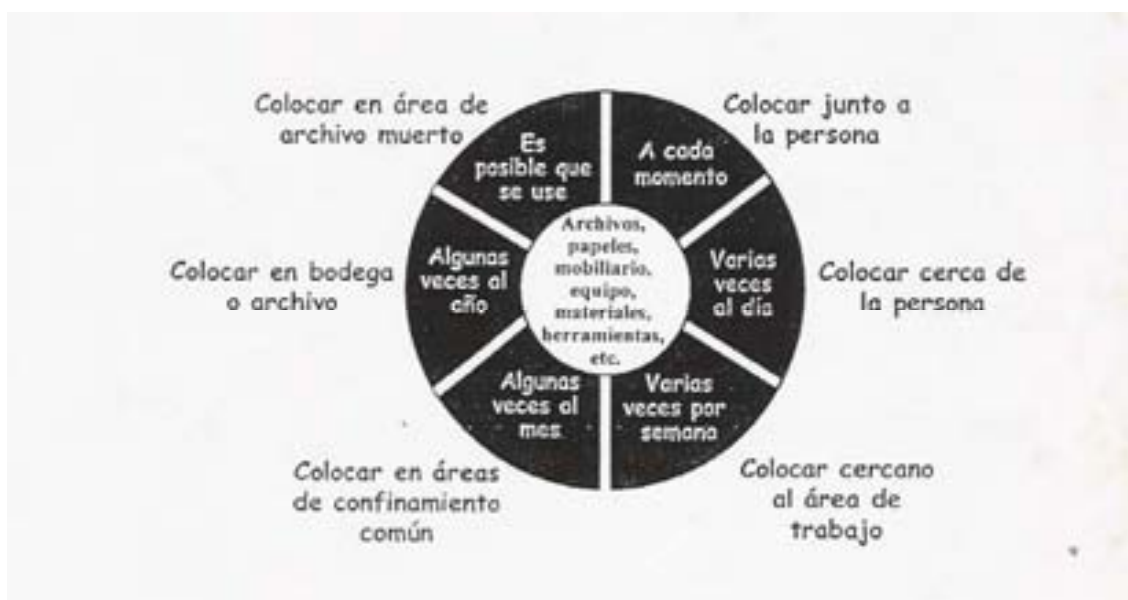 Colocar en área de
archivo muerto
Colocar junto a
la persona
Es
posible que
se use
A cada
momento
Archivos,
papeles,
mobiliario,
equipo,
materiales,
herramientas,
etc.
Algunas
veces al
año
Varias
veces
al día
Colocar en bodega
o archivo
Colocar cerca de
la persona
Algunas
veces al
mes
Varias
veces por
semana
Colocar en áreas
de confinamiento
común
Colocar cercano
al área de
trabajo